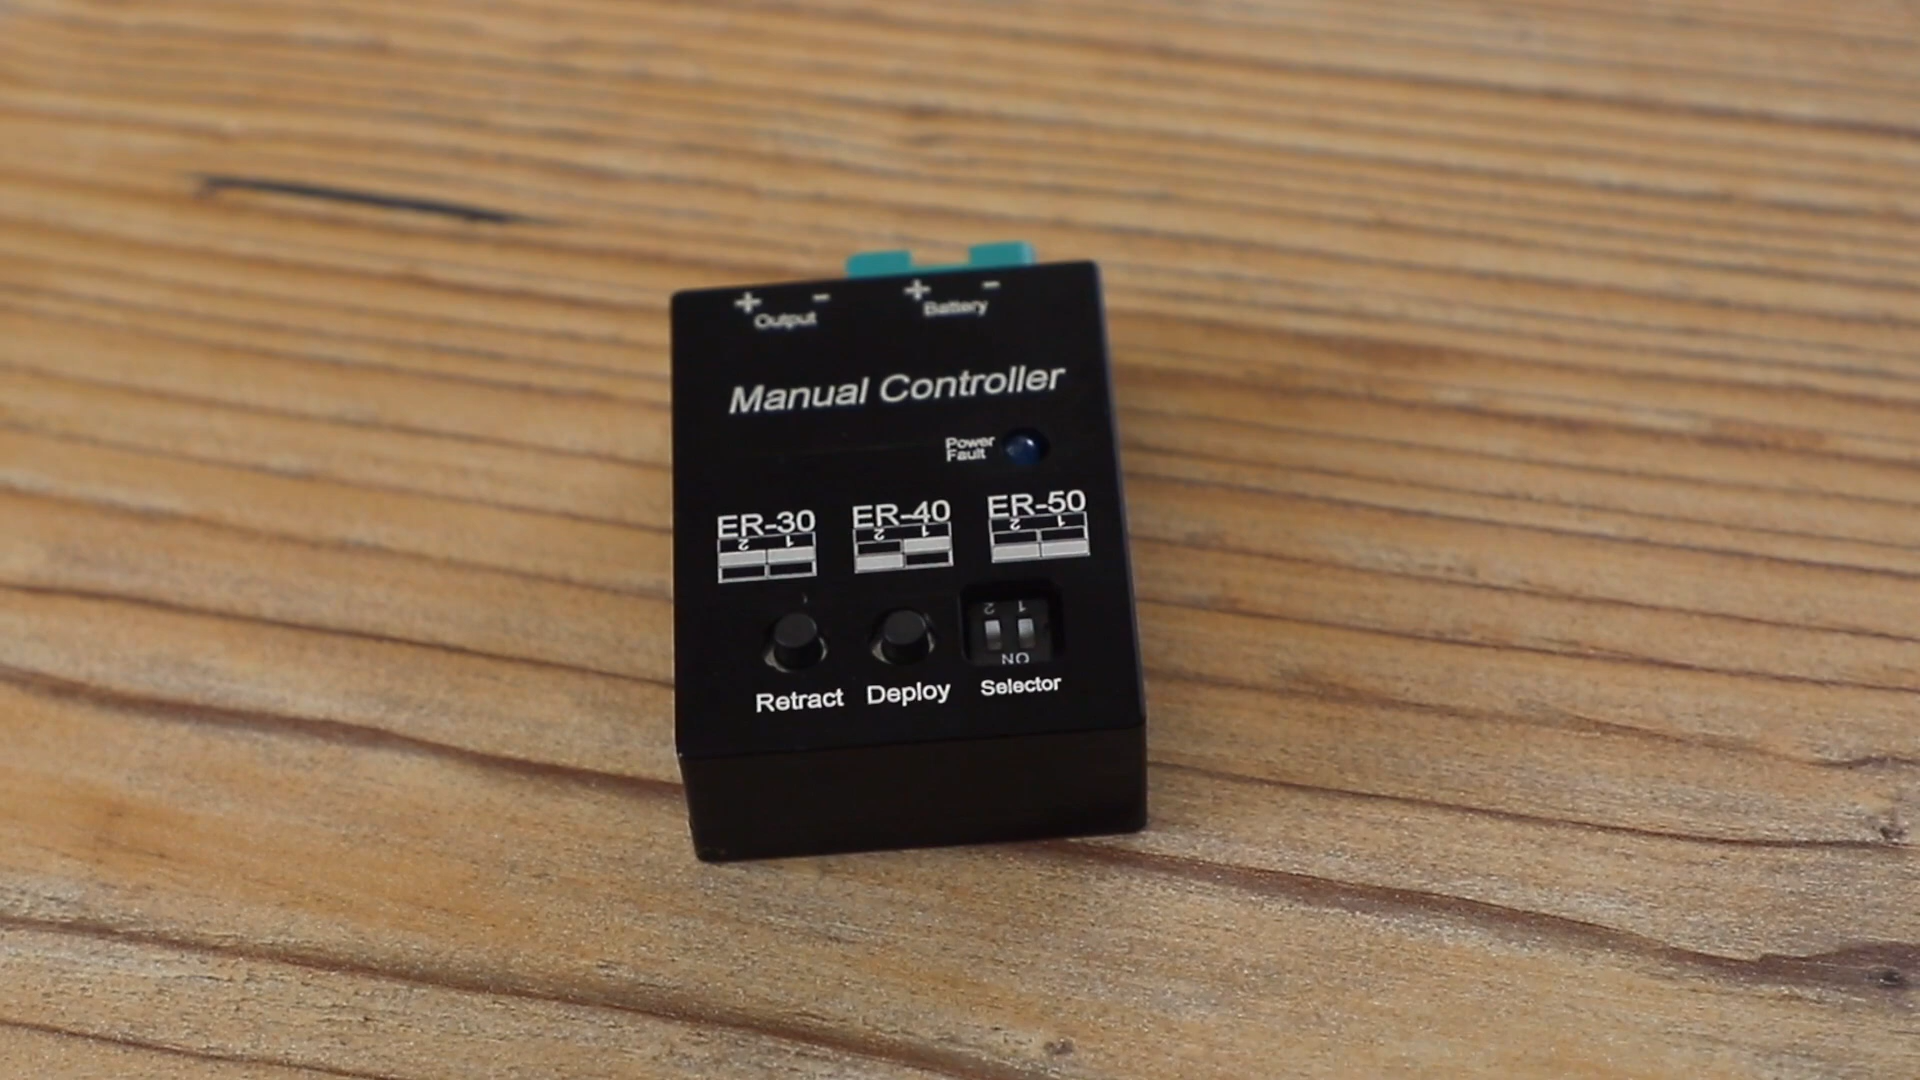 + - + -
Output Battery
Manual Controller
Power
Fault
ER-30 ER-40 ER-50
2 1 2 1 2 1
2 1
ON
Retract Deploy Selector